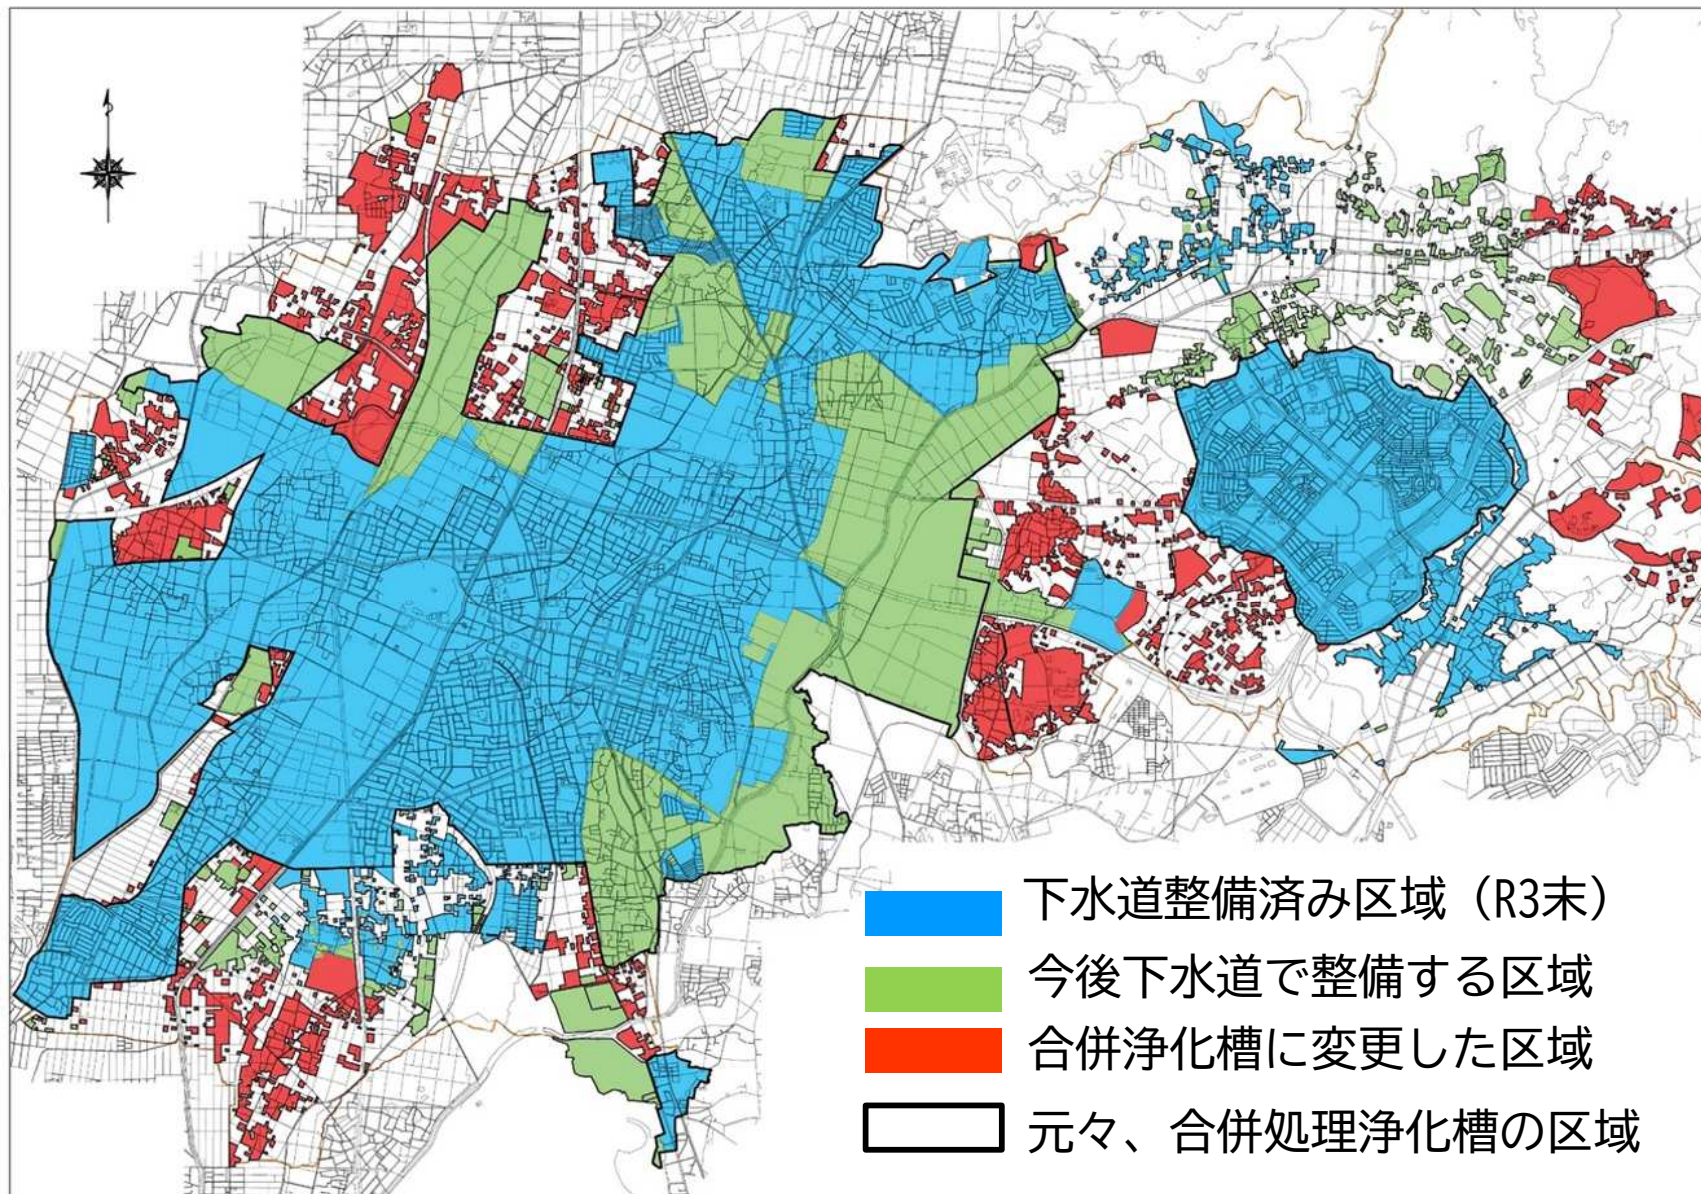 下水道整備済み区域（R3末）
今後下水道で整備する区域
合併浄化槽に変更した区域
元々、合併処理浄化槽の区域